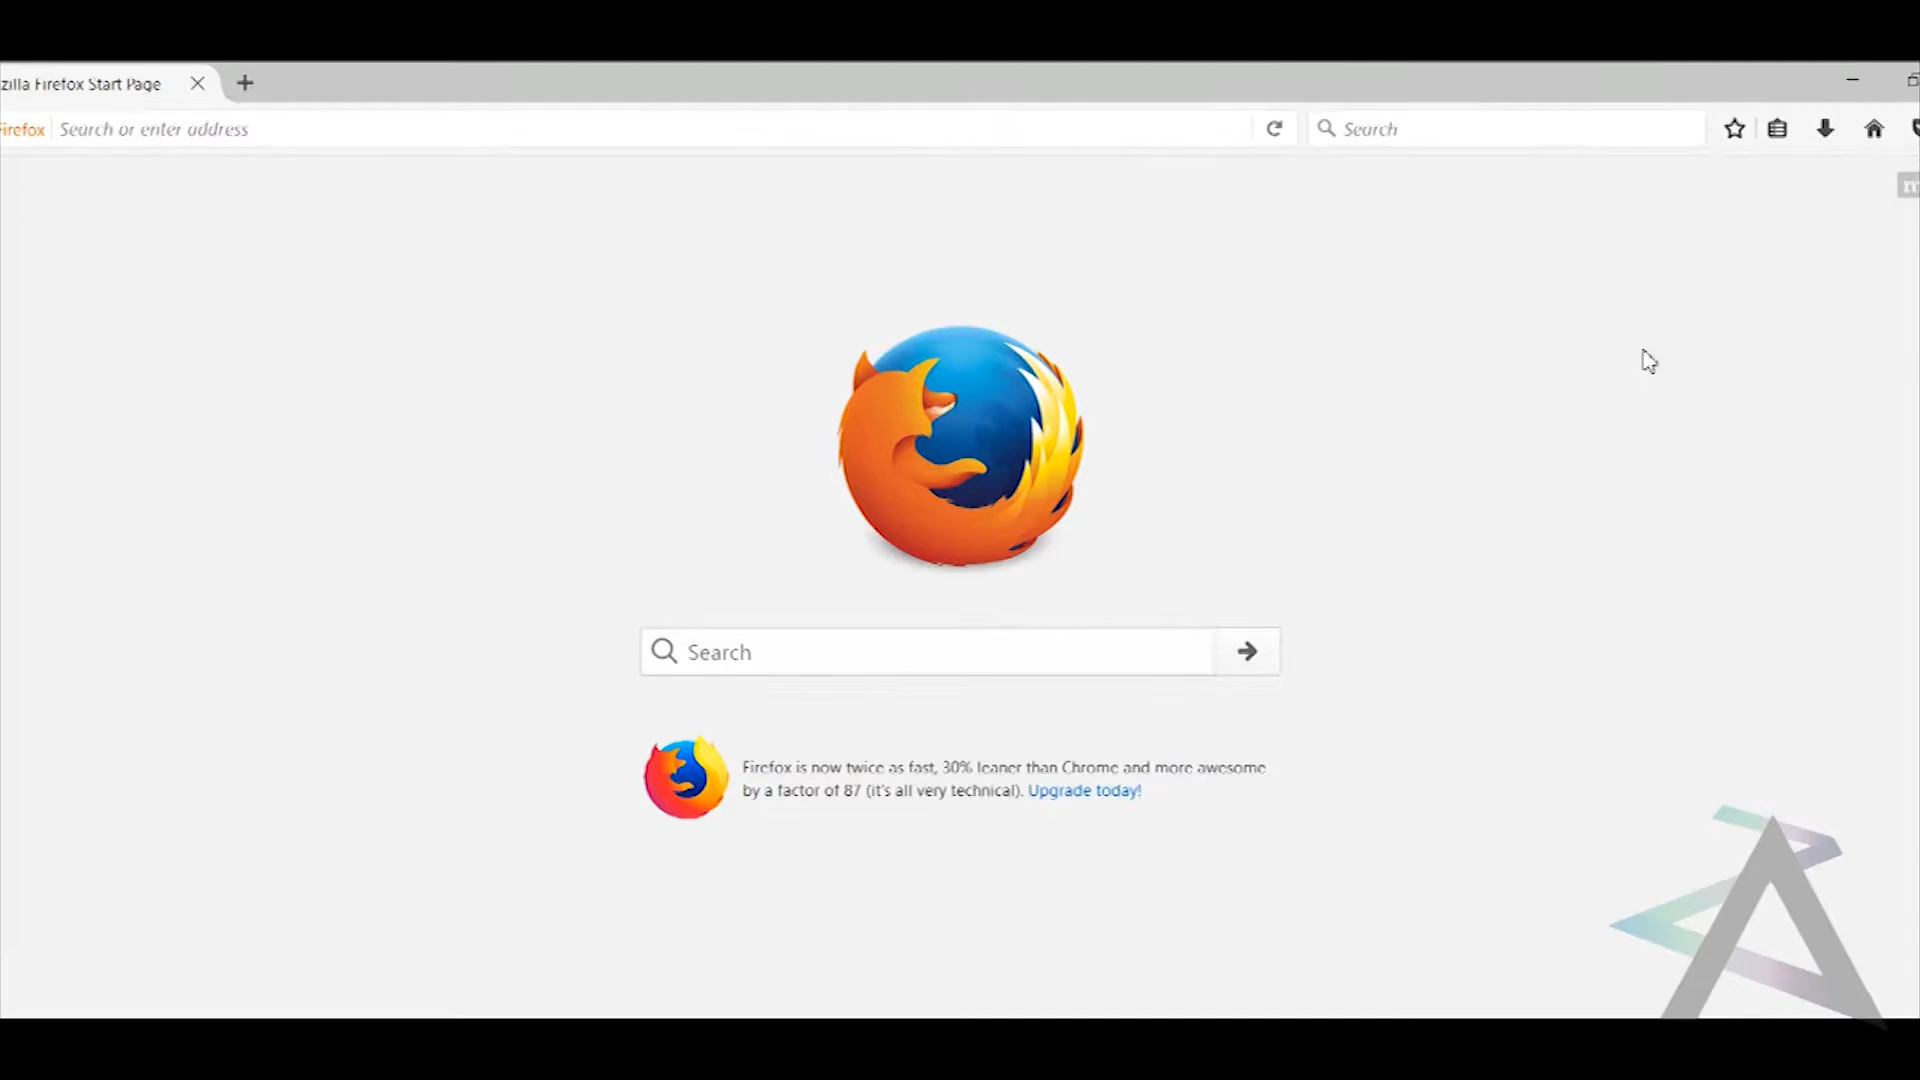 zilla Firefox Start Page
Firefox
Search or enter address
Search
m
Search
Firefox is now twice as fast, 30% leaner than Chrome and more awesome
by a factor of 87 (it's all very technical). Upgrade today!